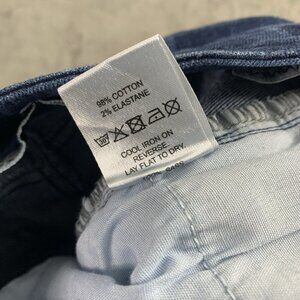 98% COTTON
2% ELASTANE
COOL IRON ON
REVERSE
LAY FLAT TO DRY.